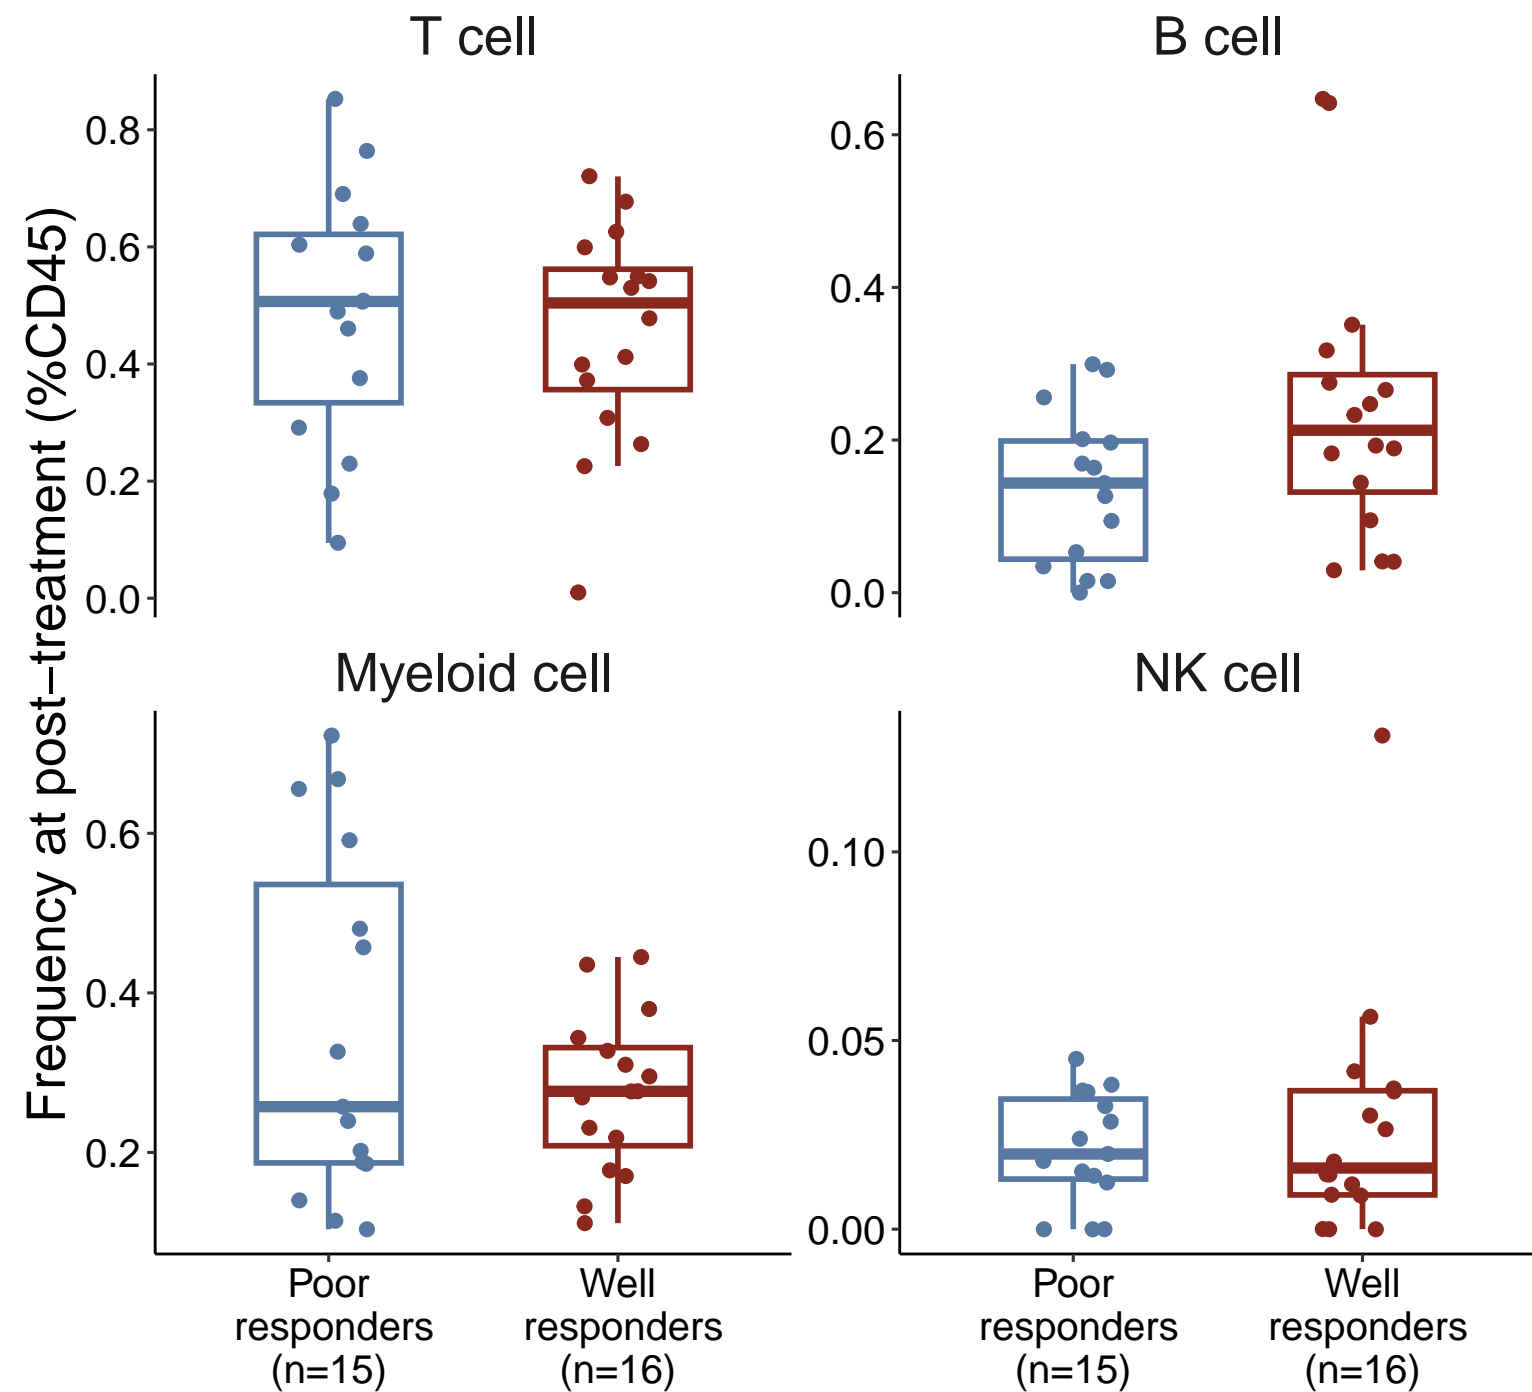 T cell
B cell
Frequency at post−treatment (%CD45)
0.8
0.6
0.4
0.2
0.0
0.6
0.4
0.2
0.0
Myeloid cell
NK cell
0.6
0.4
0.2
0.10
0.05
0.00
Poor
responders
(n=15)
Well
responders
(n=16)
Poor
responders
(n=15)
Well
responders
(n=16)